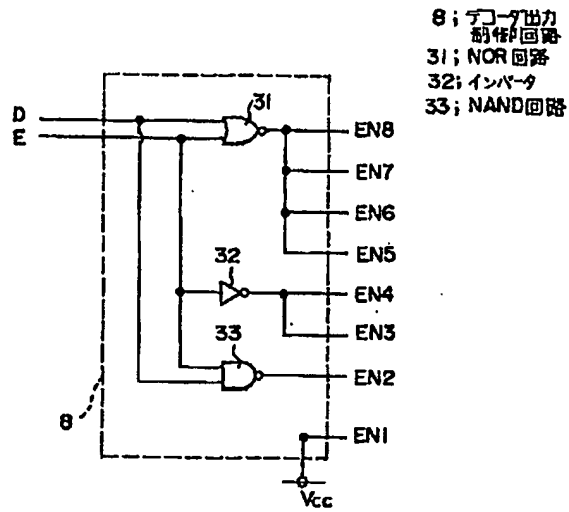 8；デコーダ出力
制御回路
31；NOR回路
32；インバータ
33；NAND回路
D
E
31
EN8
EN7
EN6
EN5
32
EN4
EN3
33
EN2
8
EN1
Vcc